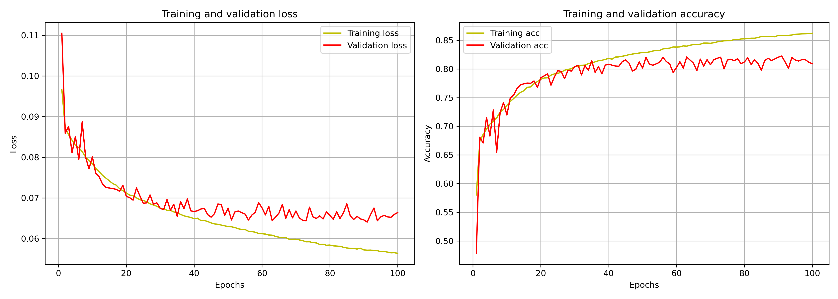 Training and validation loss
Training loss
Validation loss
0.11
0.10
0.09
0.08
0.07
0.06
Loss
0
20
40
60
80
100
Epochs
Training and validation accuracy
Training acc
Validation acc
0.85
0.80
0.75
0.70
0.65
0.60
0.55
0.50
Accuracy
0
20
40
60
80
100
Epochs